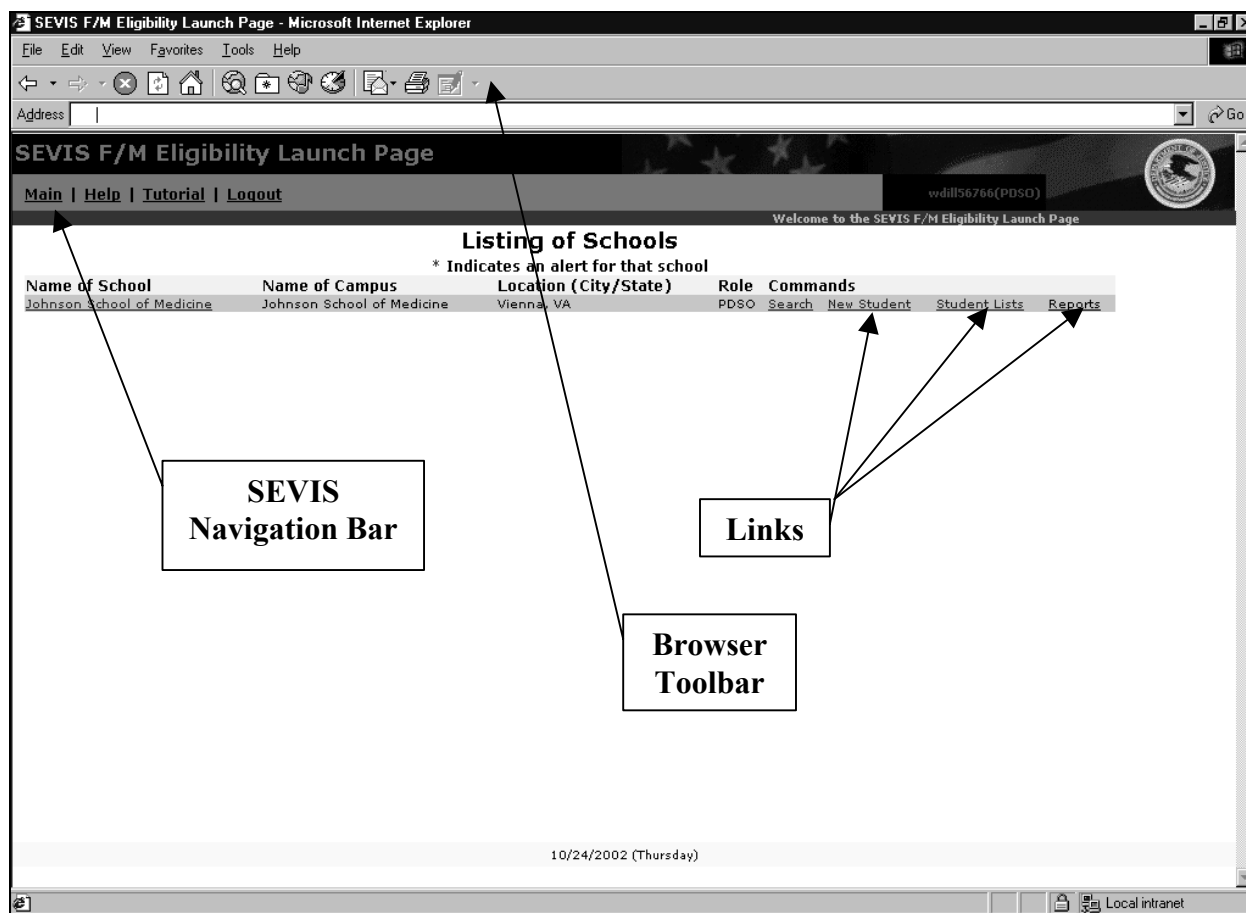 SEVIS F/M Eligibility Launch Page - Microsoft Internet Explorer
File Edit View Favorites Tools Help
Address
Go
SEVIS F/M Eligibility Launch Page
Main | Help | Tutorial | Logout
wdill56766(PDSO)
Welcome to the SEVIS F/M Eligibility Launch Page
Listing of Schools
* Indicates an alert for that school
Name of School Name of Campus Location (City/State) Role Commands
Johnson School of Medicine Johnson School of Medicine Vienna, VA PDSO Search New Student Student Lists Reports
SEVIS
Navigation Bar
Links
Browser
Toolbar
10/24/2002 (Thursday)
Local intranet